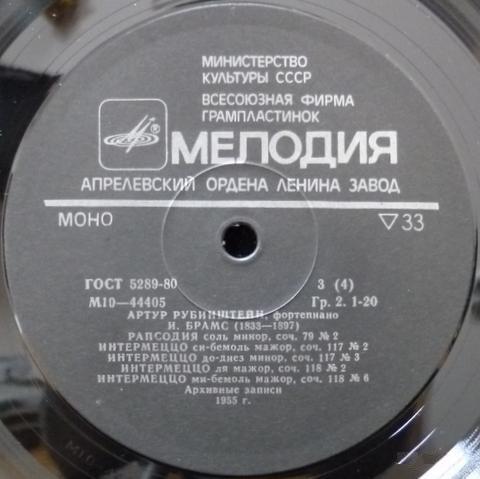 МИНИСТЕРСТВО
КУЛЬТУРЫ СССР
ВСЕСОЮЗНАЯ ФИРМА
ГРАМПЛАСТИНОК
® МЕЛОДИЯ
АПРЕЛЕВСКИЙ ОРДЕНА ЛЕНИНА ЗАВОД
МОНО ▽33
ГОСТ 5289-80 3 (4)
М10—44405 Гр. 2. 1-20
АРТУР РУБИНШТЕЙН, фортепиано
И. БРАМС (1833—1897)
РАПСОДИЯ соль минор, соч. 79 № 2
ИНТЕРМЕЦЦО си-бемоль мажор, соч. 117 № 2
ИНТЕРМЕЦЦО до-диез минор, соч. 117 № 3
ИНТЕРМЕЦЦО ля мажор, соч. 118 № 2
ИНТЕРМЕЦЦО ми-бемоль мажор, соч. 118 № 6
Архивные записи
1955 г.